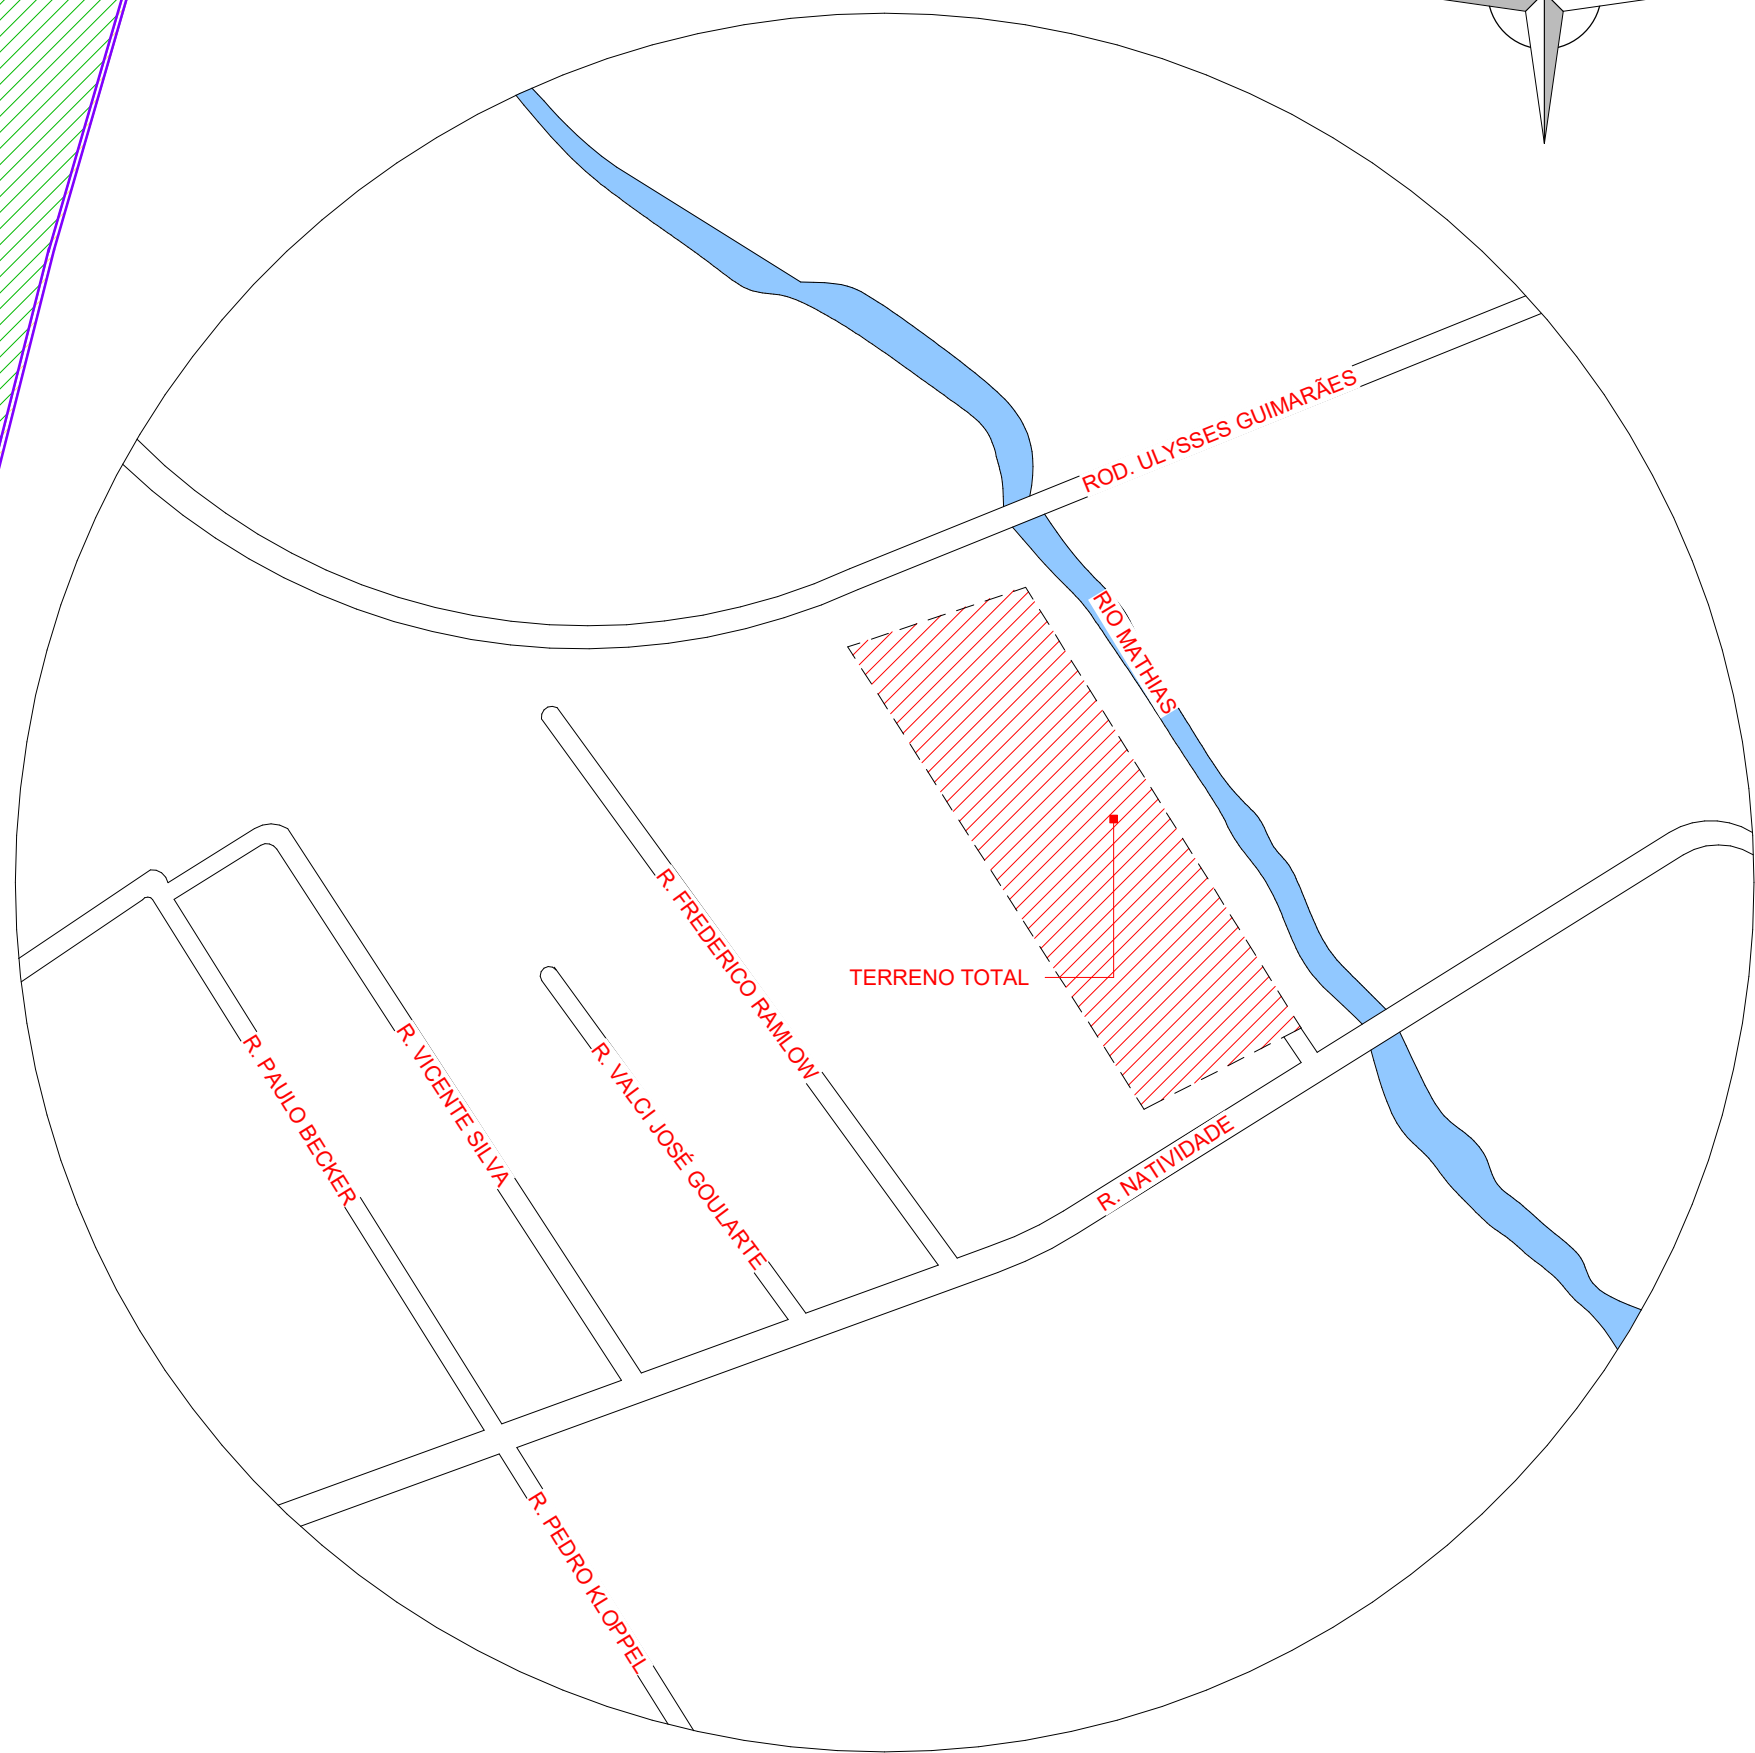 ROD. ULYSSES GUIMARÃES
RIO MATHIAS
R. FREDERICO RAMLOW
TERRENO TOTAL
R. VICENTE SILVA
R. PAULO BECKER
R. VALCI JOSÉ GOULARTE
R. NATIVIDADE
R. PEDRO KLOPPEL